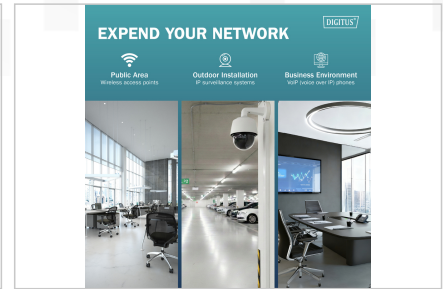 DIGITUS®
EXPEND YOUR NETWORK
Public Area
Wireless access points
Outdoor Installation
IP surveillance systems
Business Environment
VoIP (voice over IP) phones